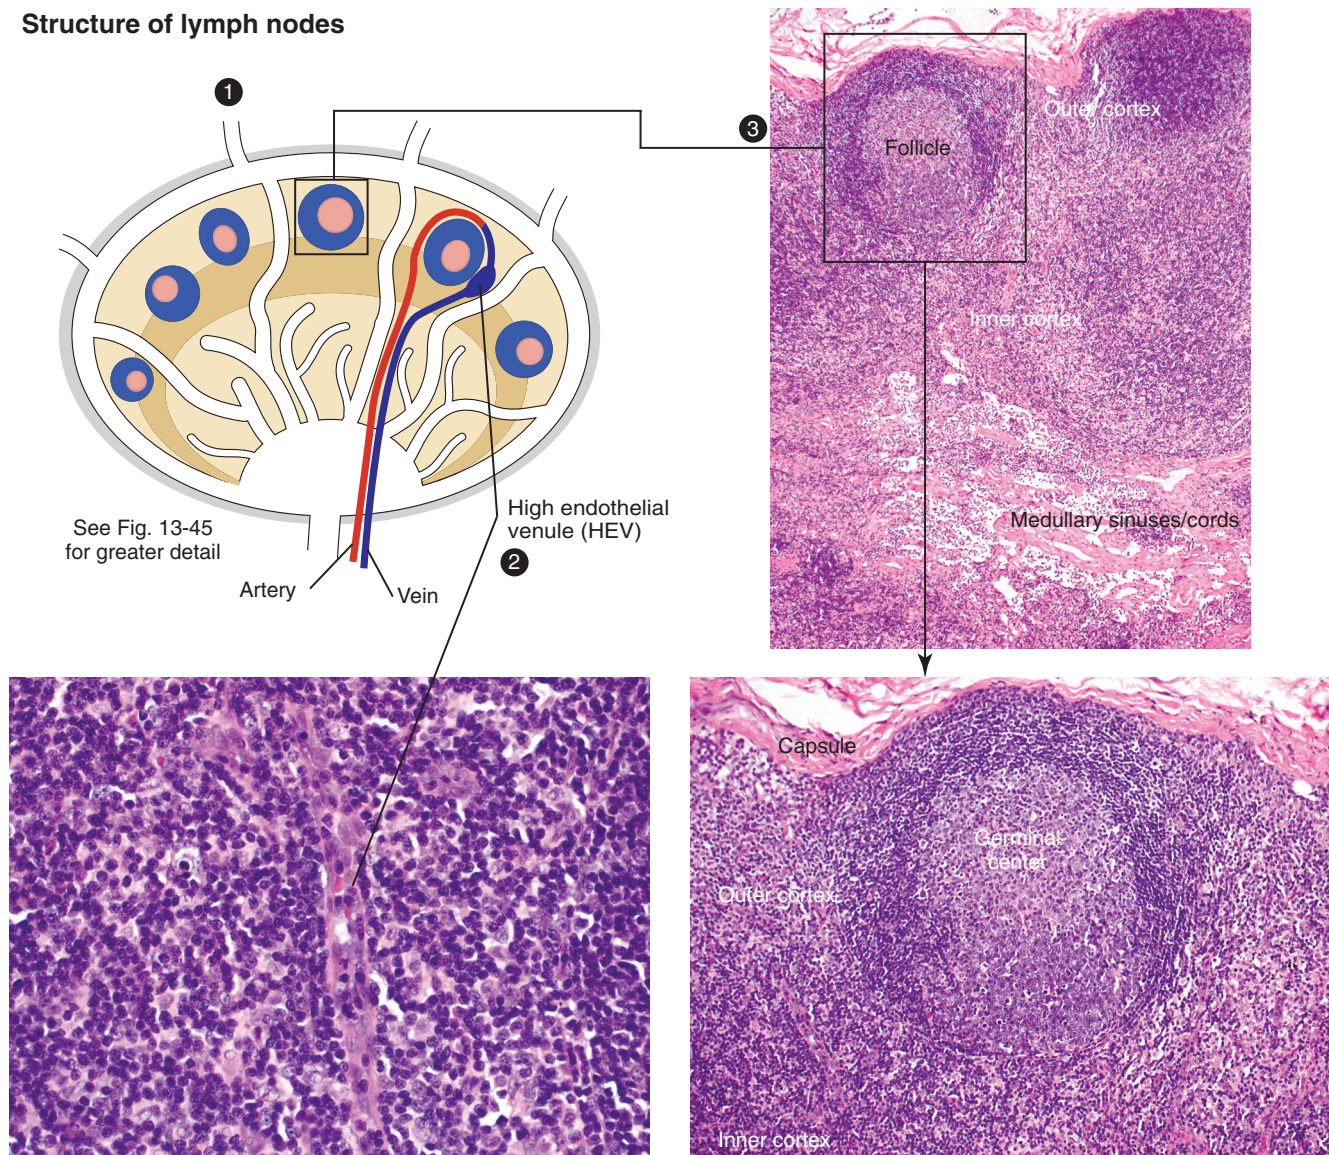 Structure of lymph nodes
1
3
Outer cortex
Follicle
Inner cortex
Medullary sinuses/cords
High endothelial
venule (HEV)
2
See Fig. 13-45
for greater detail
Artery
Vein
Capsule
Germinal
center
Outer cortex
Inner cortex